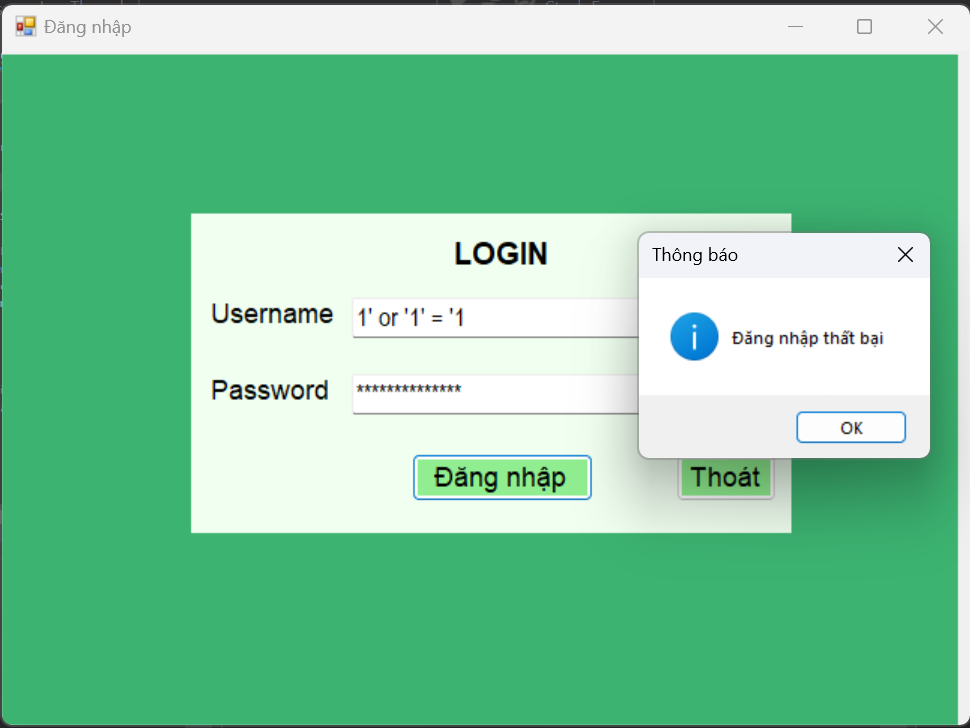 Đăng nhập
LOGIN
Thông báo
Username
1' or '1' = '1
Đăng nhập thất bại
Password
**************
OK
Đăng nhập
Thoát